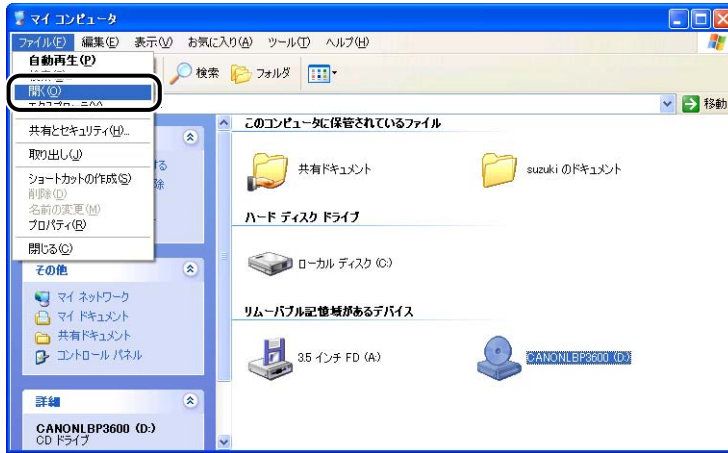 マイ コンピュータ
ファイル(F) 編集(E) 表示(V) お気に入り(A) ツール(T) ヘルプ(H)
自動再生(P)
検索 フォルダ
開く(O)
エクスプローラ(X)
移動
共有とセキュリティ(H)...
取り出し(J)
ショートカットの作成(S)
削除(D)
名前の変更(M)
プロパティ(R)
閉じる(C)
する
除
その他
マイ ネットワーク
マイ ドキュメント
共有ドキュメント
コントロール パネル
詳細
CANONLBP3600 (D:)
CD ドライブ
このコンピュータに保管されているファイル
共有ドキュメント
suzuki のドキュメント
ハード ディスク ドライブ
ローカル ディスク (C:)
リムーバブル記憶域があるデバイス
3.5 インチ FD (A:)
CANONLBP3600 (D:)